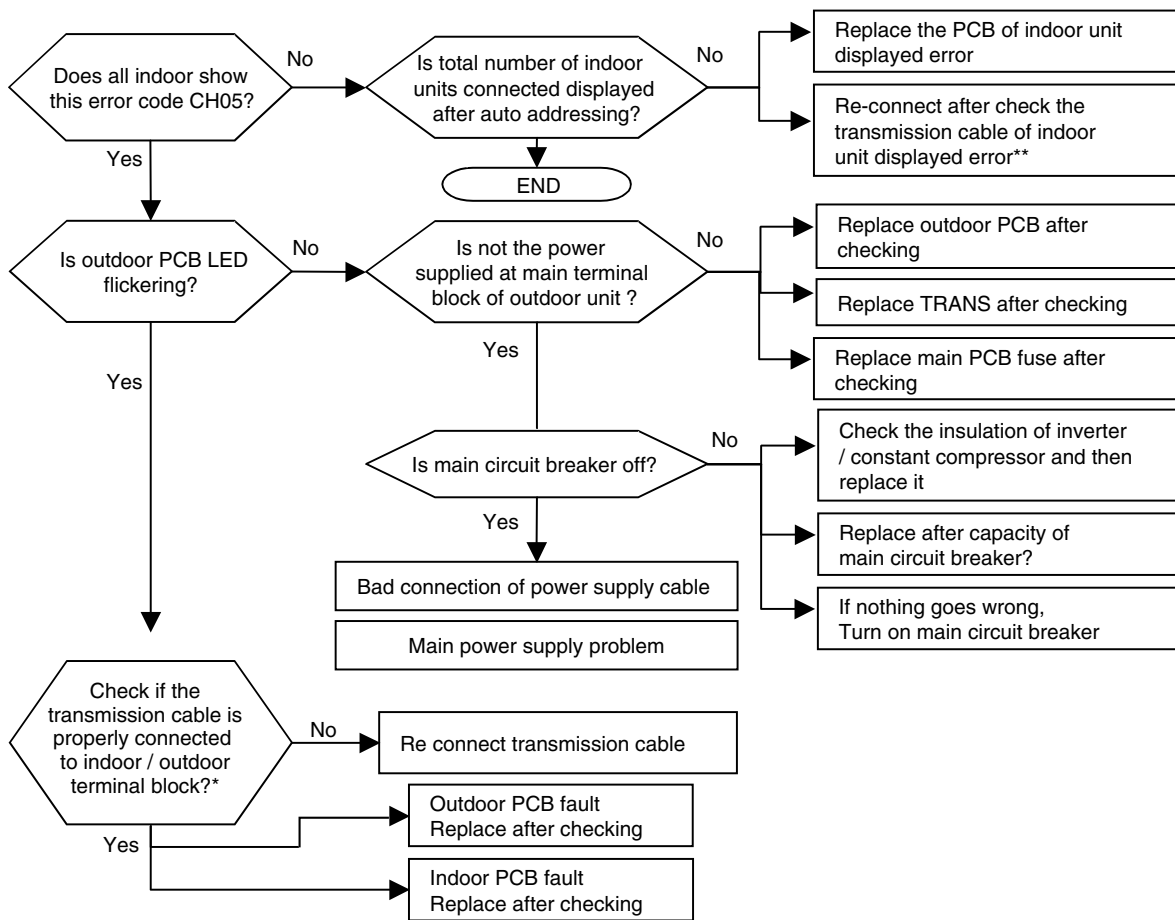 Does all indoor show
this error code CH05?
No
Is total number of indoor
units connected displayed
after auto addressing?
No
Replace the PCB of indoor unit
displayed error
Re-connect after check the
transmission cable of indoor
unit displayed error**
Yes
END
Is outdoor PCB LED
flickering?
No
Is not the power
supplied at main terminal
block of outdoor unit ?
No
Replace outdoor PCB after
checking
Replace TRANS after checking
Replace main PCB fuse after
checking
Yes
Yes
Is main circuit breaker off?
No
Check the insulation of inverter
/ constant compressor and then
replace it
Replace after capacity of
main circuit breaker?
If nothing goes wrong,
Turn on main circuit breaker
Yes
Bad connection of power supply cable
Main power supply problem
Check if the
transmission cable is
properly connected
to indoor / outdoor
terminal block?*
No
Re connect transmission cable
Yes
Outdoor PCB fault
Replace after checking
Indoor PCB fault
Replace after checking